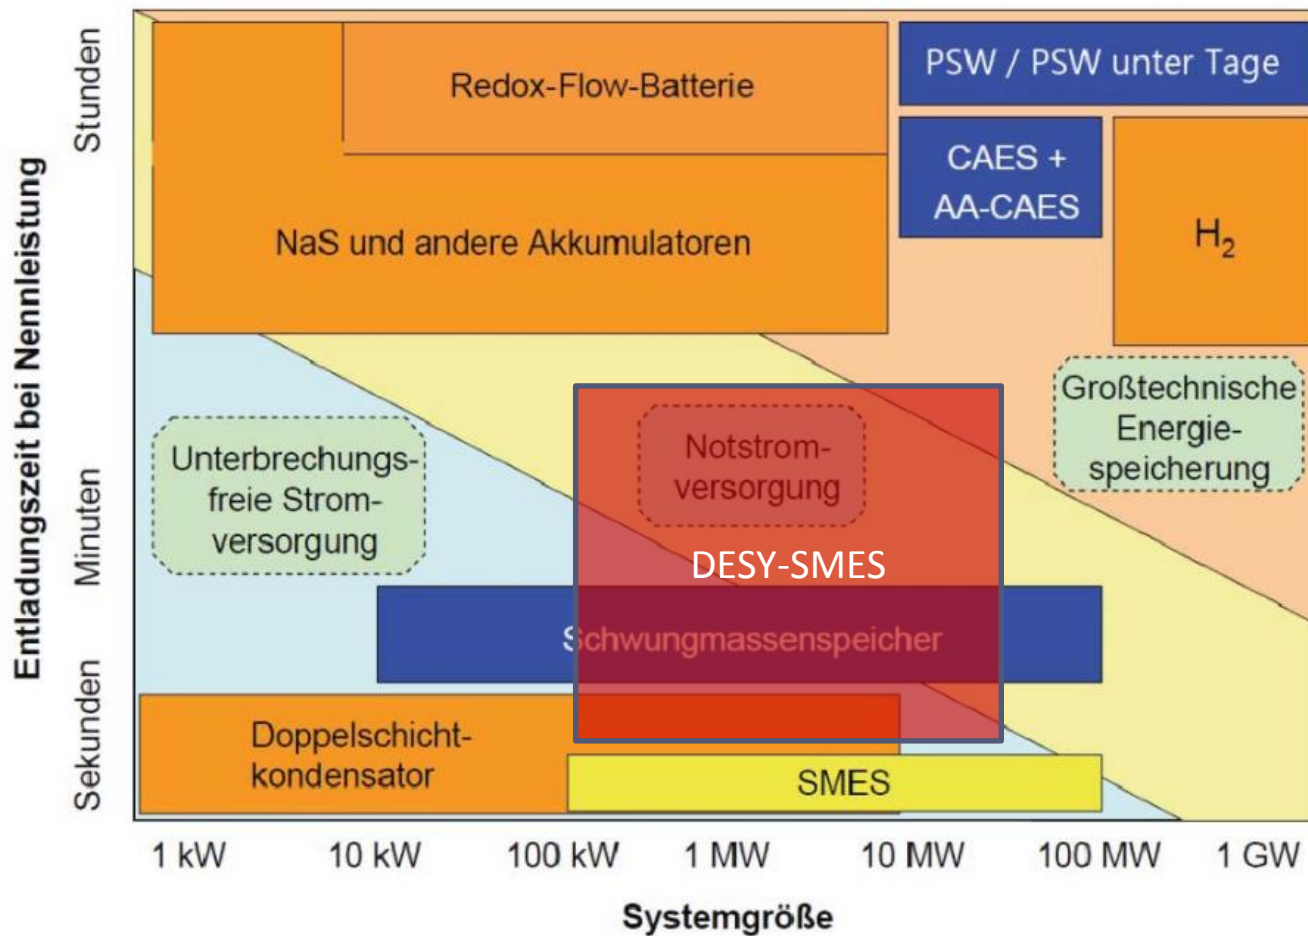 Entladungszeit bei Nennleistung
Stunden
Minuten
Sekunden
Redox-Flow-Batterie
PSW / PSW unter Tage
CAES +
AA-CAES
H₂
NaS und andere Akkumulatoren
Großtechnische
Energie-
speicherung
Unterbrechungs-
freie Strom-
versorgung
Notstrom-
versorgung
DESY-SMES
Schwungmassenspeicher
Doppelschicht-
kondensator
SMES
1 kW 10 kW 100 kW 1 MW 10 MW 100 MW 1 GW
Systemgröße